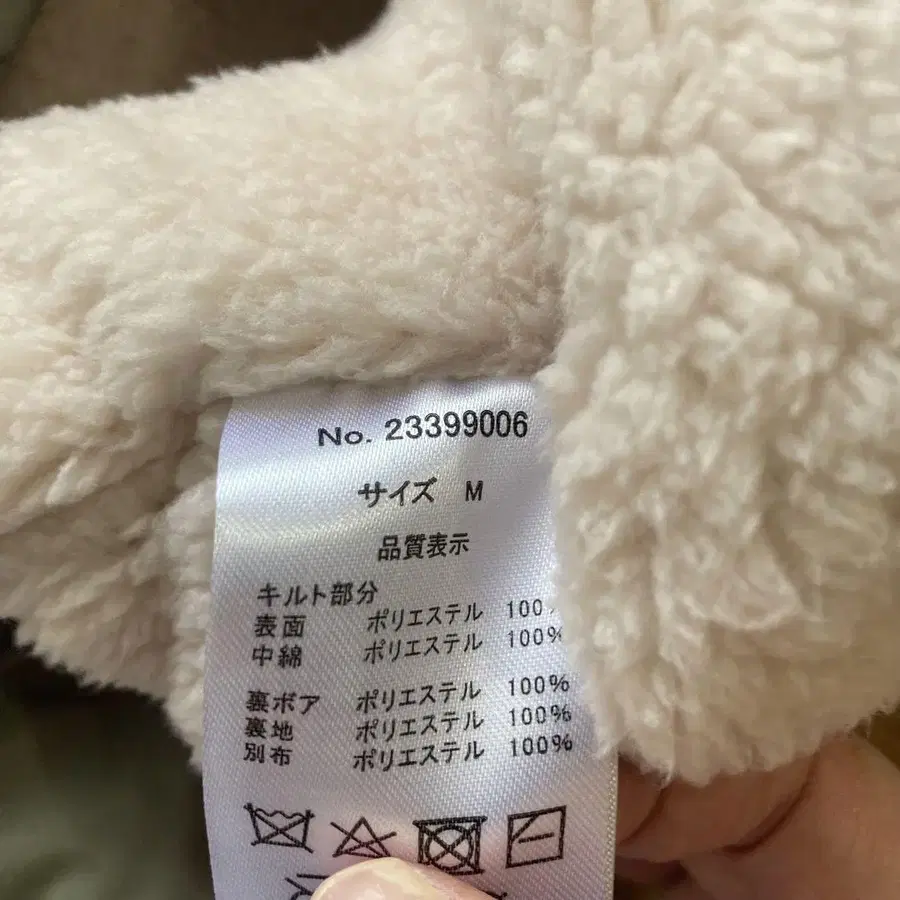 No. 23399006
サイズ M
品質表示
キルト部分
表面 ポリエステル 100%
中綿 ポリエステル 100%
裏ボア ポリエステル 100%
裏地 ポリエステル 100%
別布 ポリエステル 100%